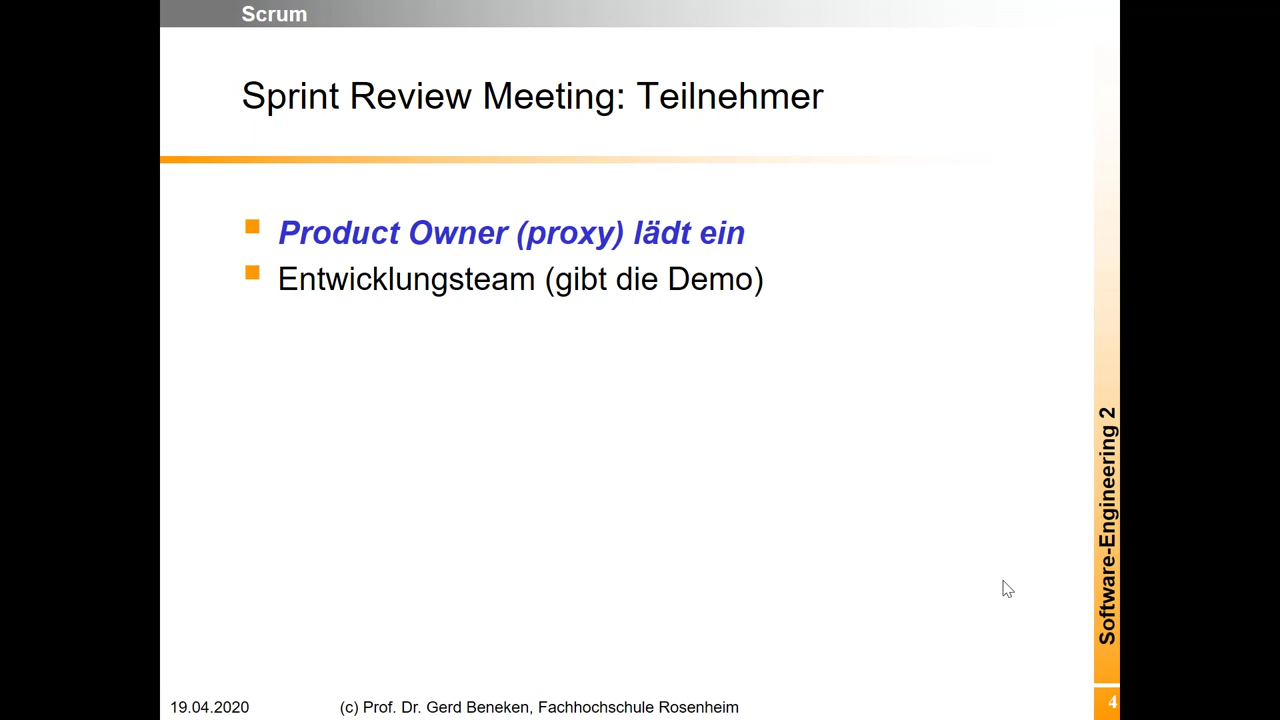 Scrum
Sprint Review Meeting: Teilnehmer
Product Owner (proxy) lädt ein
Entwicklungsteam (gibt die Demo)
Software-Engineering 2
19.04.2020
(c) Prof. Dr. Gerd Beneken, Fachhochschule Rosenheim
4